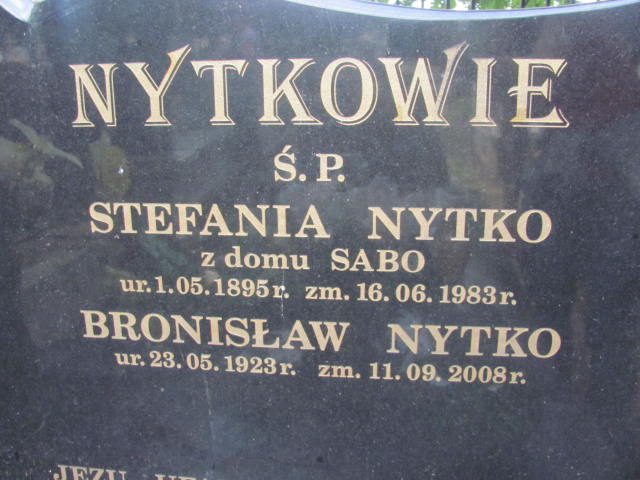 NYTKOWIE
Ś.P.
STEFANIA NYTKO
z domu SABO
ur.1.05.1895r. zm.16.06.1983r.
BRONISŁAW NYTKO
ur.23.05.1923r. zm.11.09.2008r.
JEZU